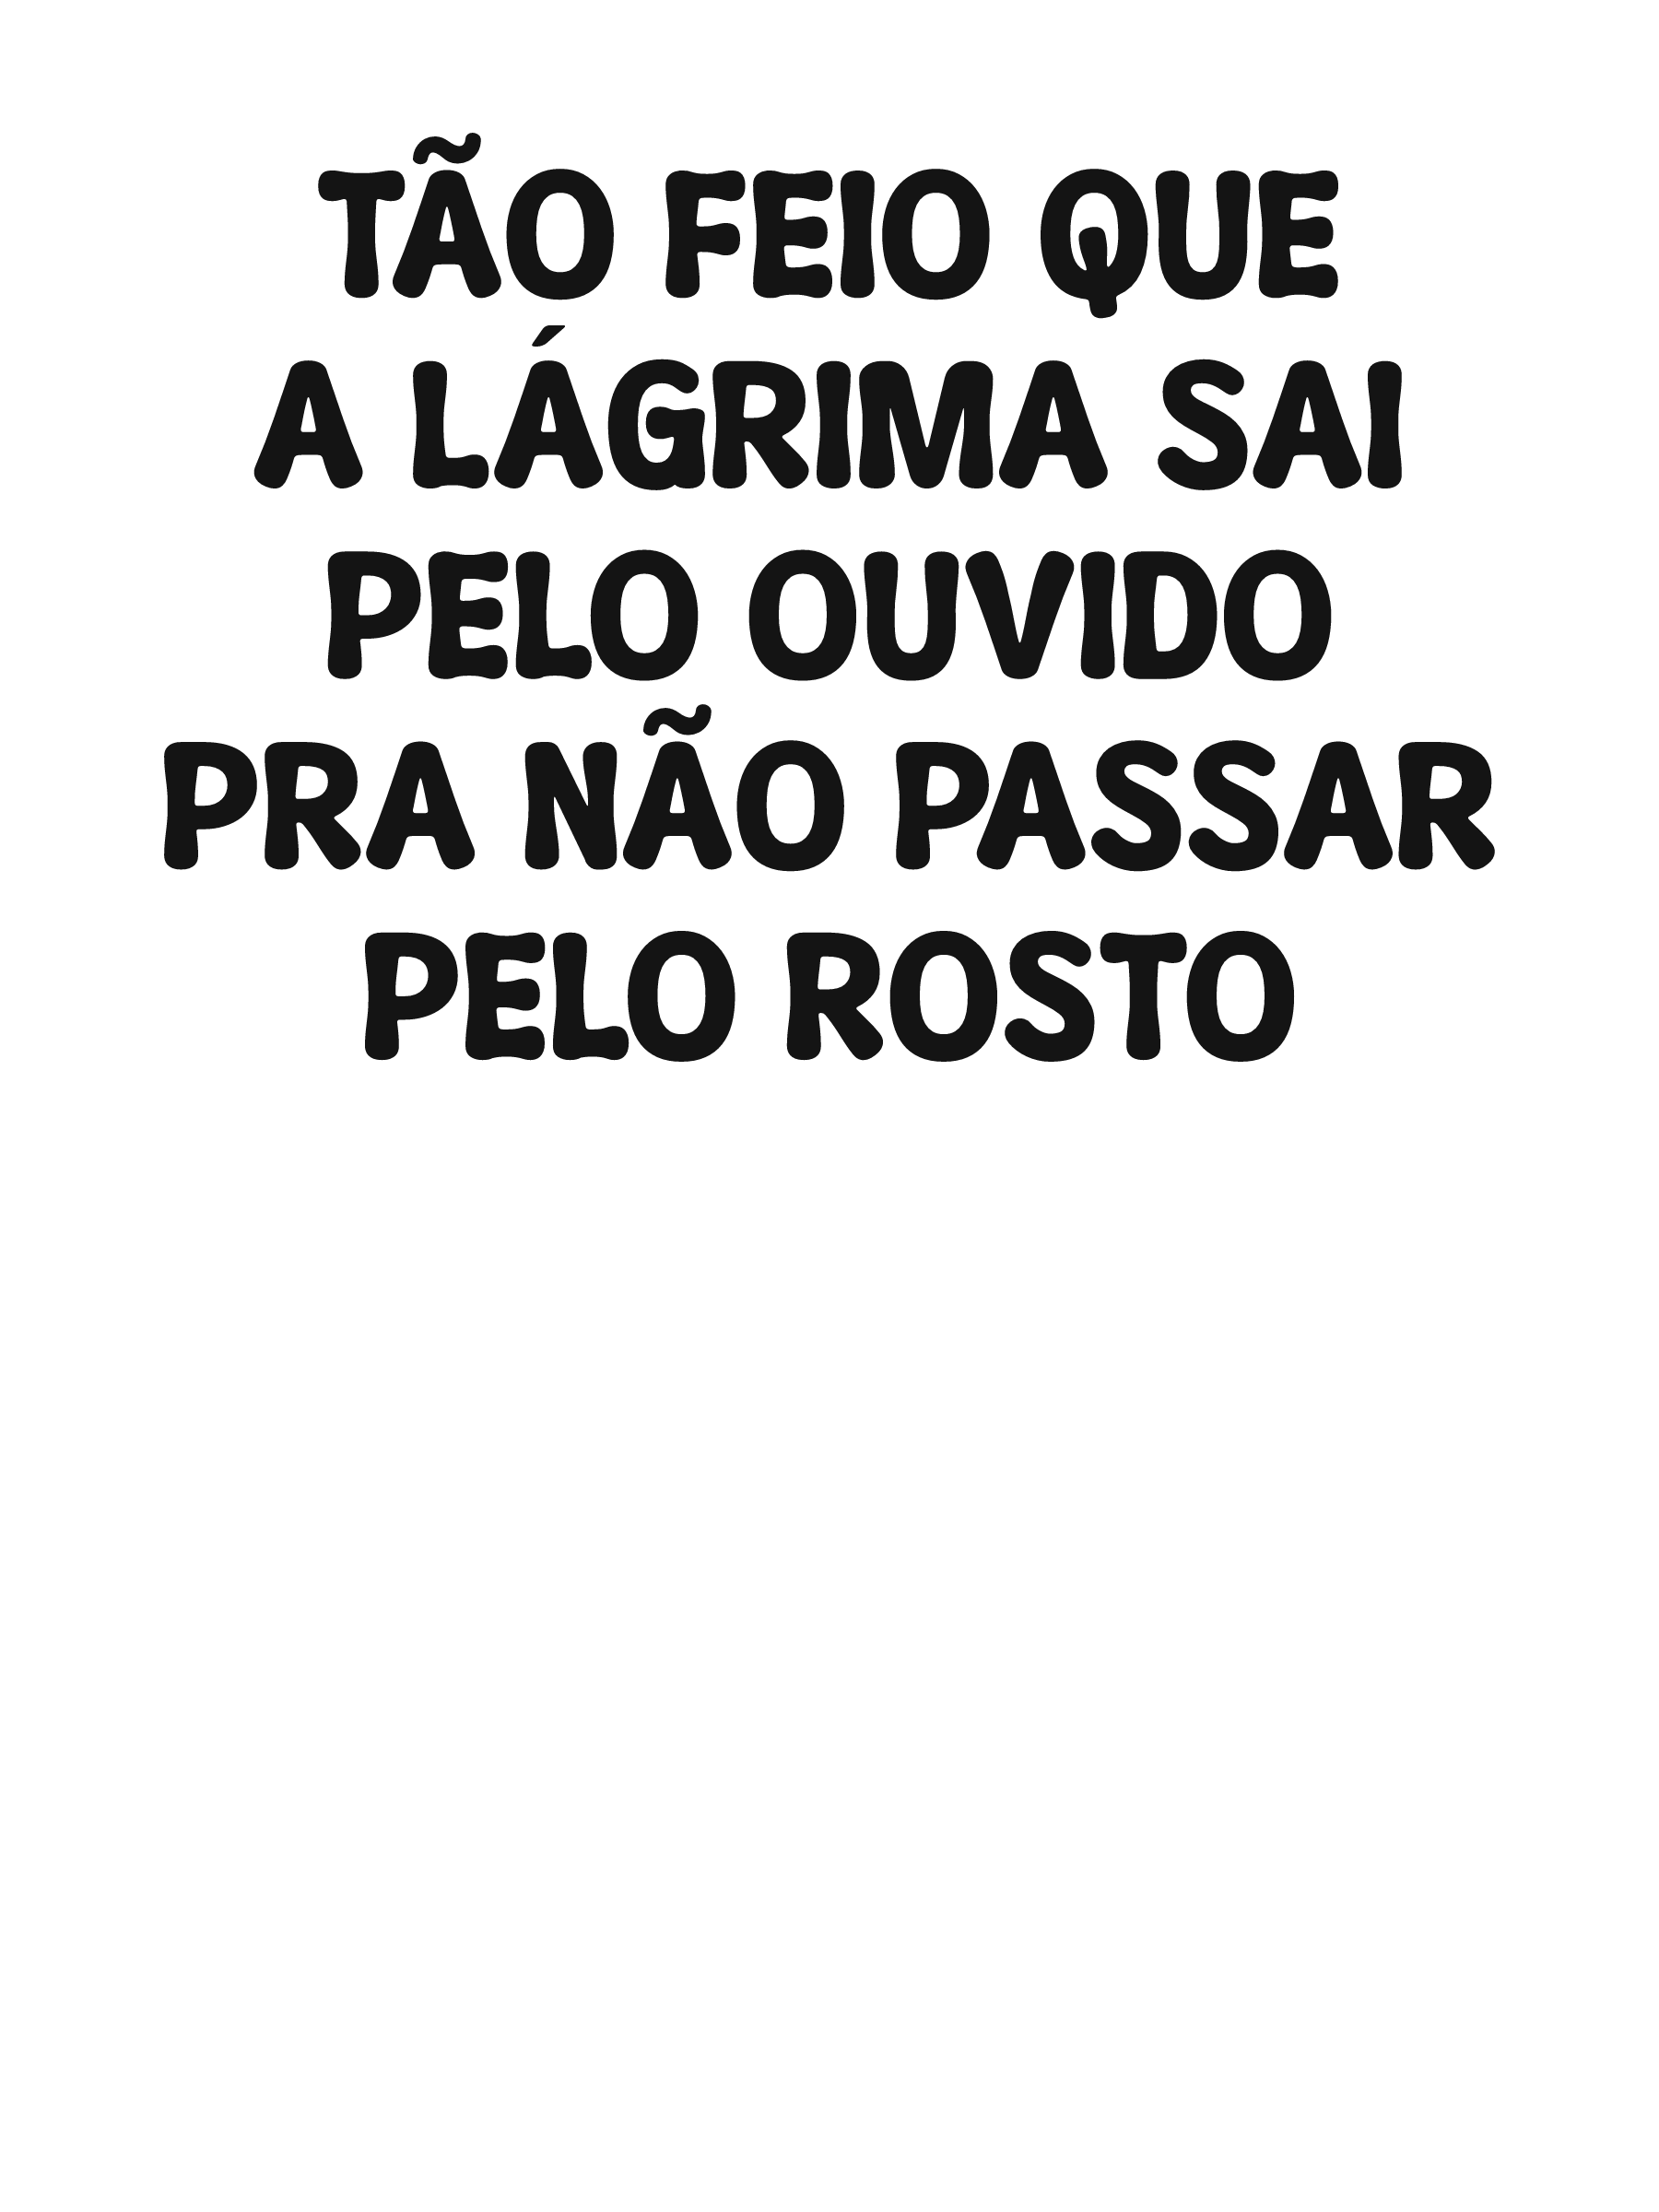 TÃO FEIO QUE
A LÁGRIMA SAI
PELO OUVIDO
PRA NÃO PASSAR
PELO ROSTO